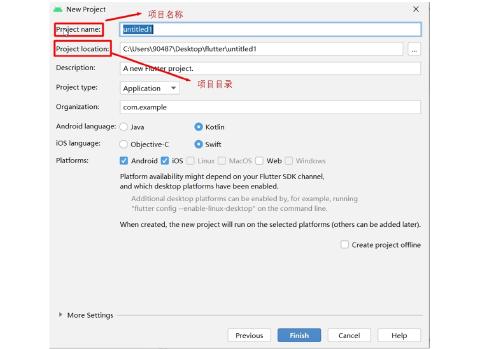 New Project
项目名称
Project name: untitled1
Project location: C:\Users\90487\Desktop\flutter\untitled1 ...
Description: A new Flutter project.
项目目录
Project type: Application
Organization: com.example
Android language: Java Kotlin
iOS language: Objective-C Swift
Platforms: Android iOS Linux MacOS Web Windows
Platform availability might depend on your Flutter SDK channel,
and which desktop platforms have been enabled.
Additional desktop platforms can be enabled by, for example, running
"flutter config --enable-linux-desktop" on the command line.
When created, the new project will run on the selected platforms (others can be added later).
Create project offline
More Settings
Previous Finish Cancel Help